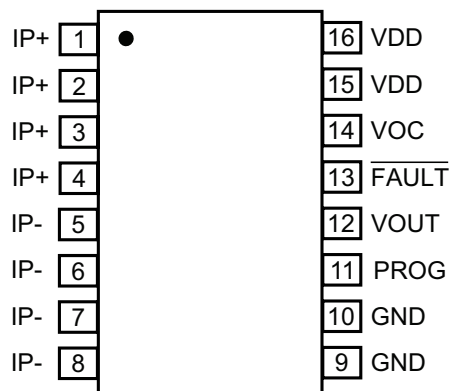 IP+ 1 16 VDD
IP+ 2 15 VDD
IP+ 3 14 VOC
IP+ 4 13 FAULT
IP- 5 12 VOUT
IP- 6 11 PROG
IP- 7 10 GND
IP- 8 9 GND